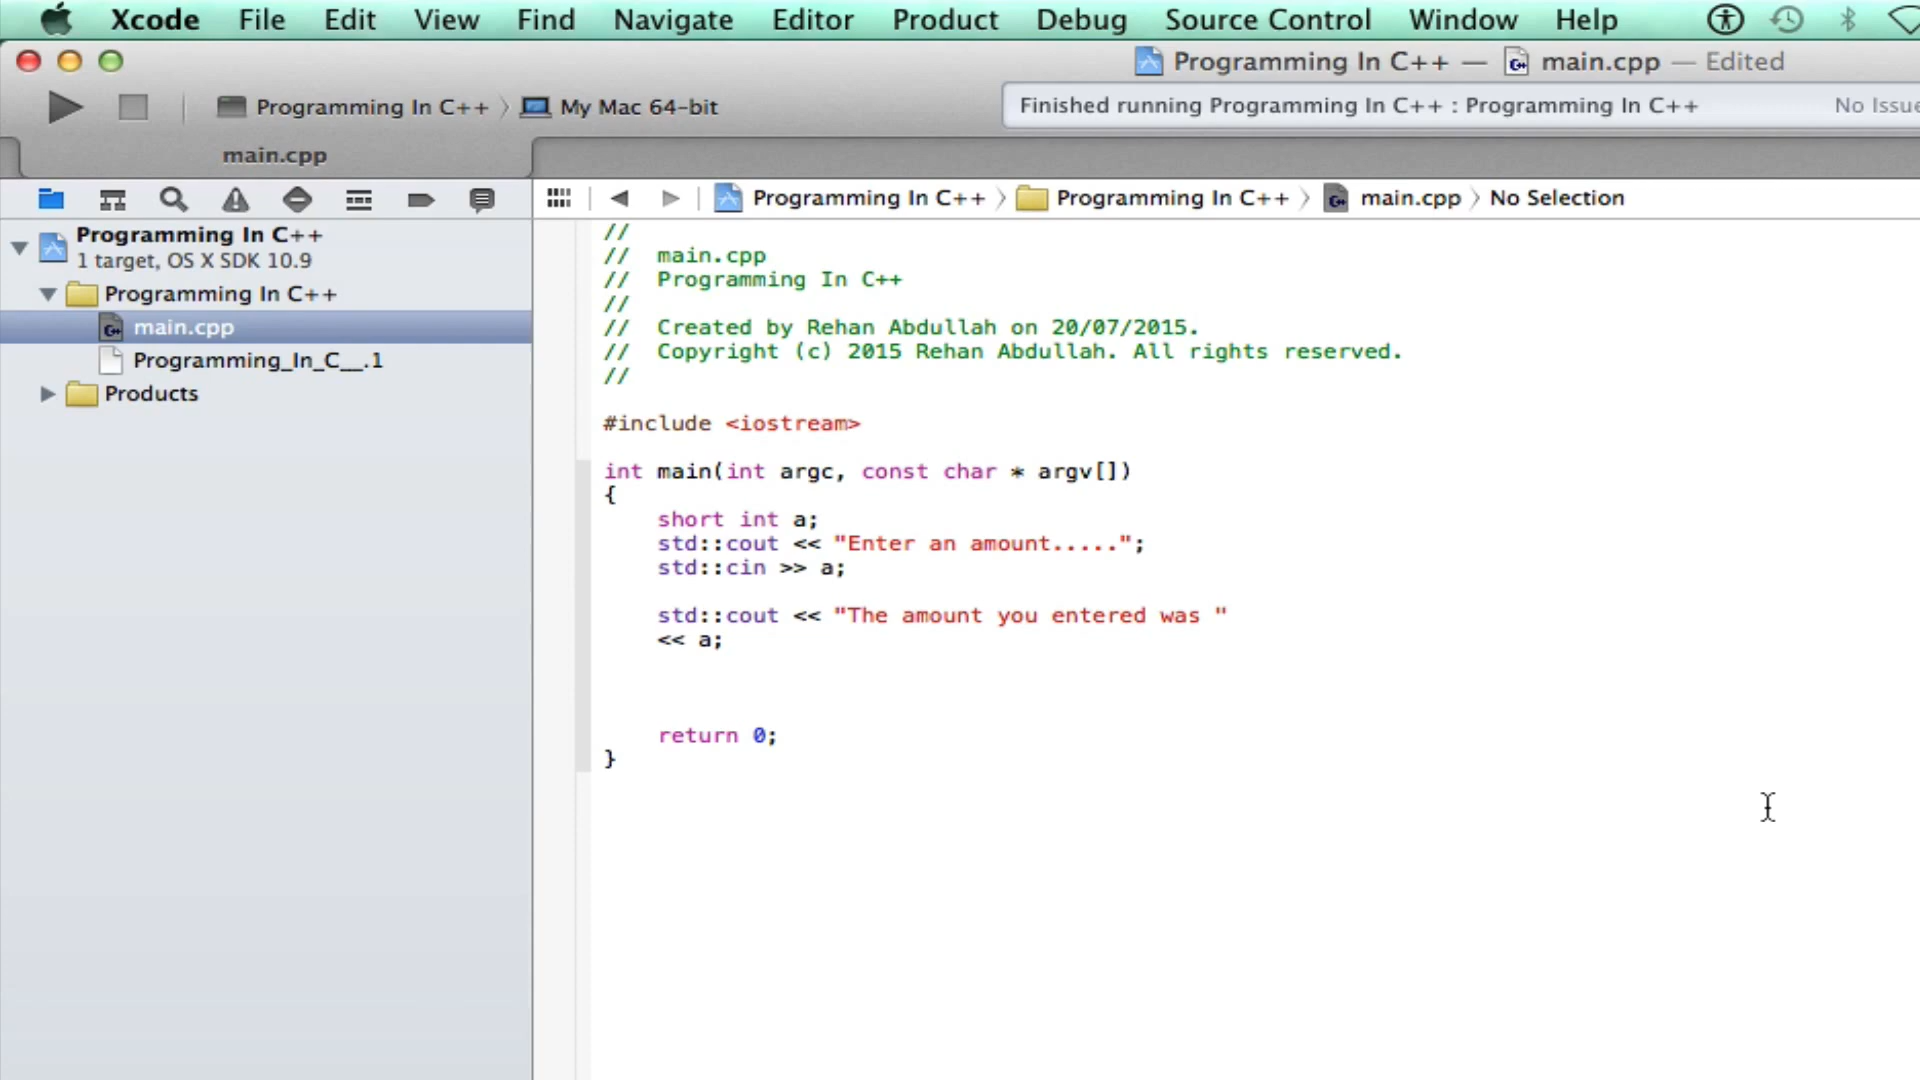 Xcode File Edit View Find Navigate Editor Product Debug Source Control Window Help
Programming In C++ — main.cpp — Edited
Programming In C++ My Mac 64-bit
Finished running Programming In C++ : Programming In C++ No Issue
main.cpp
Programming In C++ Programming In C++ main.cpp No Selection
Programming In C++
1 target, OS X SDK 10.9
Programming In C++
main.cpp
Programming_In_C__.1
Products
//
//  main.cpp
//  Programming In C++
//
//  Created by Rehan Abdullah on 20/07/2015.
//  Copyright (c) 2015 Rehan Abdullah. All rights reserved.
//
#include <iostream>
int main(int argc, const char * argv[])
{
    short int a;
    std::cout << "Enter an amount.....";
    std::cin >> a;
    std::cout << "The amount you entered was "
    << a;
    return 0;
}